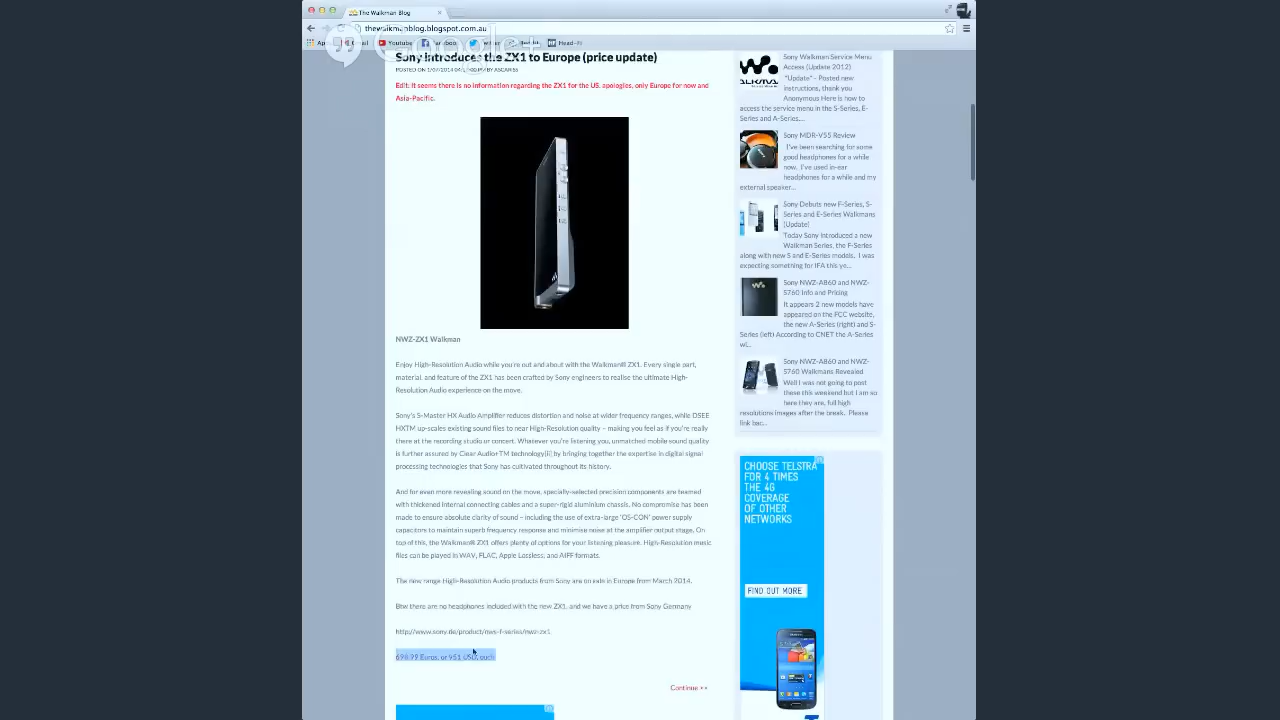 The Walkman Blog
thewalkmanblog.blogspot.com.au
Gmail
Youtube
Facebook
Head-Fi
Sony introduces the ZX1 to Europe (price update)
Edit: It seems there is no information regarding the ZX1 for the US, apologies, only Europe for now and
Asia-Pacific.
NWZ-ZX1 Walkman
Enjoy High-Resolution Audio while you're out and about with the Walkman® ZX1. Every single part,
material, and feature of the ZX1 has been crafted by Sony engineers to realise the ultimate High-
Resolution Audio experience on the move.
Sony's S-Master HX Audio Amplifier reduces distortion and noise at wider frequency ranges, while DSEE
HXTM up-scales existing sound files to near High-Resolution quality – making you feel as if you're really
there at the recording studio or concert. Whatever you're listening you, unmatched mobile sound quality
is further assured by Clear Audio+TM technology[ii] by bringing together the expertise in digital signal
processing technologies that Sony has cultivated throughout its history.
And for even more revealing sound on the move, specially-selected precision components are teamed
with thickened internal connecting cables and a super-rigid aluminium chassis. No compromise has been
made to ensure absolute clarity of sound – including the use of extra-large 'OS-CON' power supply
capacitors to maintain superb frequency response and minimise noise at the amplifier output stage. On
top of this, the Walkman® ZX1 offers plenty of options for your listening pleasure. High-Resolution music
files can be played in WAV, FLAC, Apple Lossless, and AIFF formats.
The new range High-Resolution Audio products from Sony are on sale in Europe from March 2014.
Btw there are no headphones included with the new ZX1, and we have a price from Sony Germany
http://www.sony.de/product/nws-f-series/nwz-zx1
698.99 Euros, or 951 USD, ouch
Continue >>
Sony Walkman Service Menu
Access (Update 2012)
*Update* - Posted new
instructions, thank you
Anonymous Here is how to
access the service menu in the S-Series, E-
Series and A-Series....
Sony MDR-V55 Review
I've been searching for some
good headphones for a while
now. I've used in-ear
headphones for a while and my
external speaker...
Sony Debuts new F-Series, S-
Series and E-Series Walkmans
(Update)
Today Sony introduced a new
Walkman Series, the F-Series
along with new S and E-Series models. I was
expecting something for IFA this ye...
Sony NWZ-A860 and NWZ-
S760 Info and Pricing
It appears 2 new models have
appeared on the FCC website,
the new A-Series (right) and S-
Series (left) According to CNET the A-Series
wi...
Sony NWZ-A860 and NWZ-
S760 Walkmans Revealed
Well I was not going to post
these this weekend but I am so
here they are, full high
resolutions images after the break. Please
link bac...
CHOOSE TELSTRA
FOR 4 TIMES
THE 4G
COVERAGE
OF OTHER
NETWORKS
FIND OUT MORE